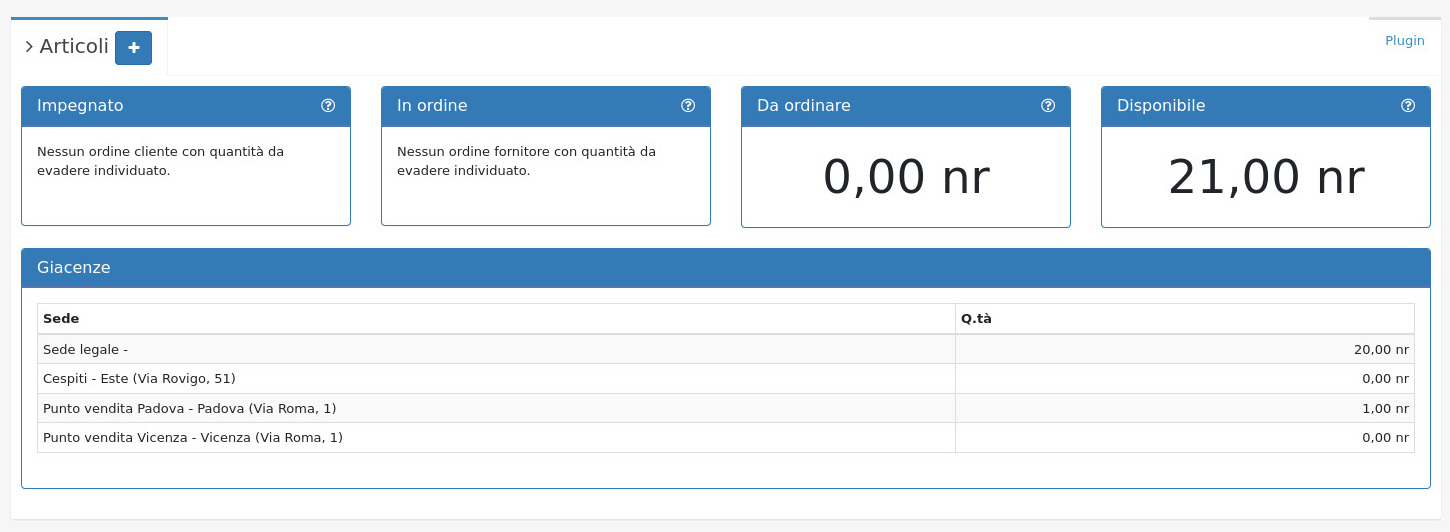 Articoli
Plugin
Impegnato
Nessun ordine cliente con quantità da
evadere individuato.
In ordine
Nessun ordine fornitore con quantità da
evadere individuato.
Da ordinare
0,00 nr
Disponibile
21,00 nr
Giacenze
Sede Q.tà
Sede legale - 20,00 nr
Cespiti - Este (Via Rovigo, 51) 0,00 nr
Punto vendita Padova - Padova (Via Roma, 1) 1,00 nr
Punto vendita Vicenza - Vicenza (Via Roma, 1) 0,00 nr